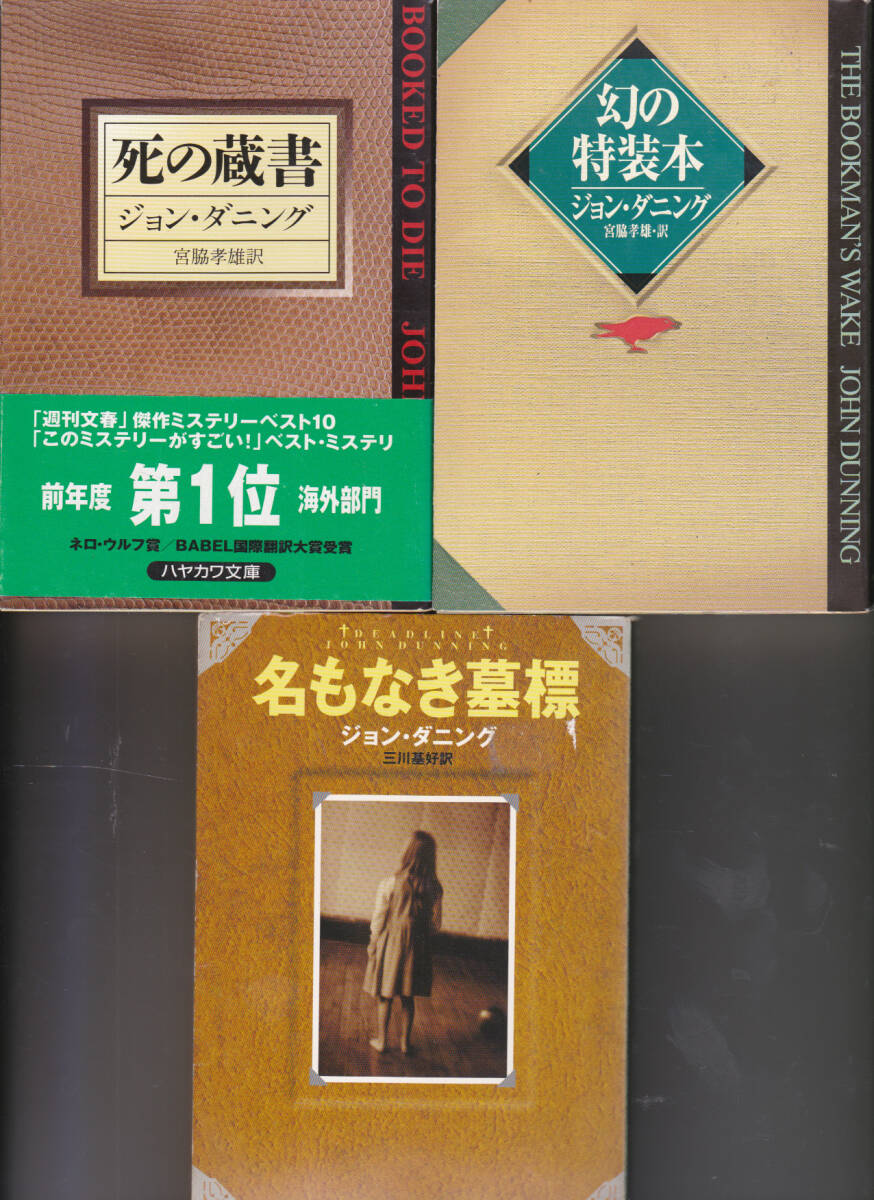 死の蔵書
ジョン・ダニング
宮脇孝雄訳
BOOKED TO DIE JOH
「週刊文春」傑作ミステリーベスト10
「このミステリーがすごい!」ベスト・ミステリ
前年度 第1位 海外部門
ネロ・ウルフ賞/BABEL国際翻訳大賞受賞
ハヤカワ文庫
幻の
特装本
ジョン・ダニング
宮脇孝雄・訳
THE BOOKMAN'S WAKE JOHN DUNNING
DEADLINE
JOHN DUNNING
名もなき墓標
ジョン・ダニング
三川基好訳